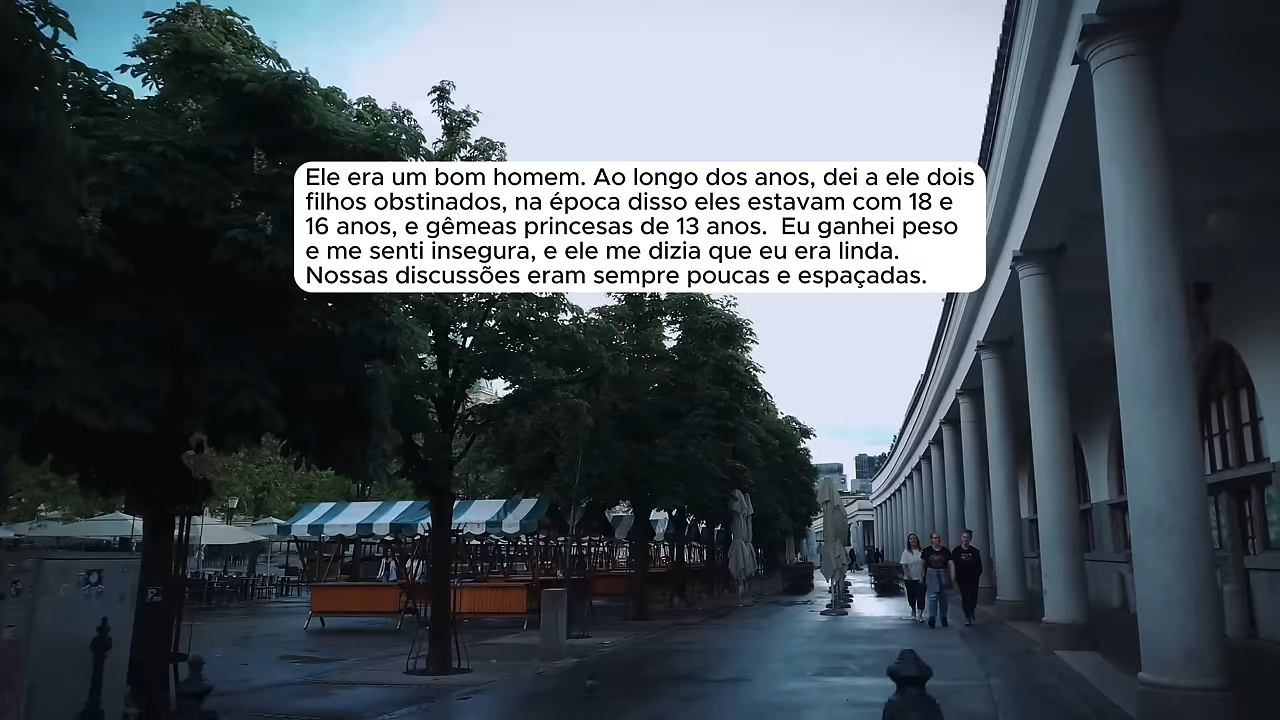 Ele era um bom homem. Ao longo dos anos, dei a ele dois
filhos obstinados, na época disso eles estavam com 18 e
16 anos, e gêmeas princesas de 13 anos.  Eu ganhei peso
e me senti insegura, e ele me dizia que eu era linda.
Nossas discussões eram sempre poucas e espaçadas.